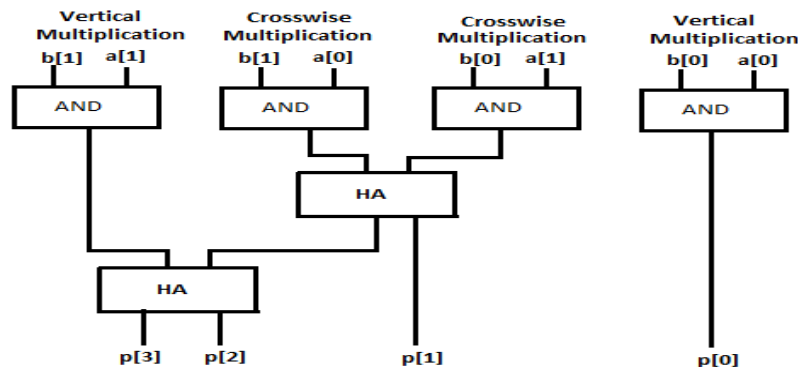 Vertical
Multiplication
b[1] a[1]
Crosswise
Multiplication
b[1] a[0]
Crosswise
Multiplication
b[0] a[1]
Vertical
Multiplication
b[0] a[0]
AND
AND
AND
AND
HA
HA
p[3] p[2] p[1] p[0]